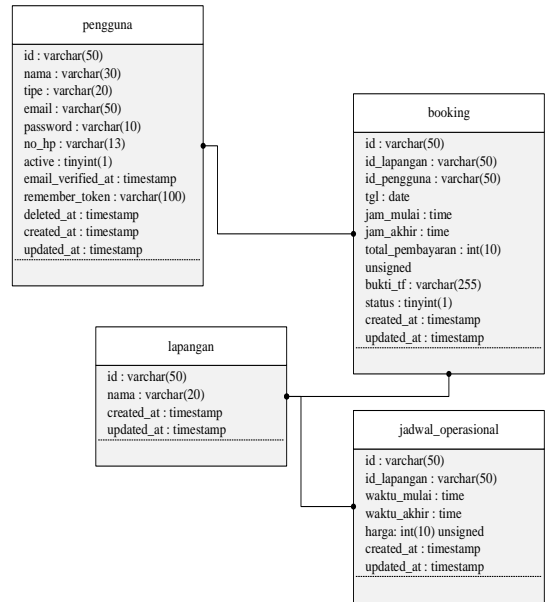 pengguna
id : varchar(50)
nama : varchar(30)
tipe : varchar(20)
email : varchar(50)
password : varchar(10)
no_hp : varchar(13)
active : tinyint(1)
email_verified_at : timestamp
remember_token : varchar(100)
deleted_at : timestamp
created_at : timestamp
updated_at : timestamp
booking
id : varchar(50)
id_lapangan : varchar(50)
id_pengguna : varchar(50)
tgl : date
jam_mulai : time
jam_akhir : time
total_pembayaran : int(10)
unsigned
bukti_tf : varchar(255)
status : tinyint(1)
created_at : timestamp
updated_at : timestamp
lapangan
id : varchar(50)
nama : varchar(20)
created_at : timestamp
updated_at : timestamp
jadwal_operasional
id : varchar(50)
id_lapangan : varchar(50)
waktu_mulai : time
waktu_akhir : time
harga: int(10) unsigned
created_at : timestamp
updated_at : timestamp